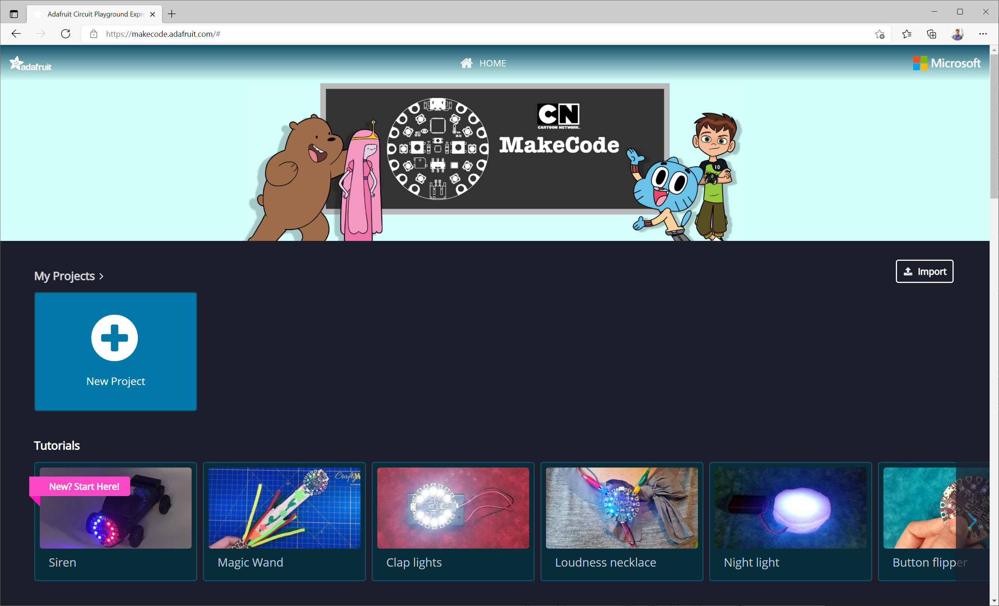 Adafruit Circuit Playground Expre
https://makecode.adafruit.com/#
adafruit
HOME
Microsoft
CN
CARTOON NETWORK
MakeCode
10
My Projects
Import
New Project
Tutorials
New? Start Here!
Siren
Magic Wand
Clap lights
Loudness necklace
Night light
Button flipper